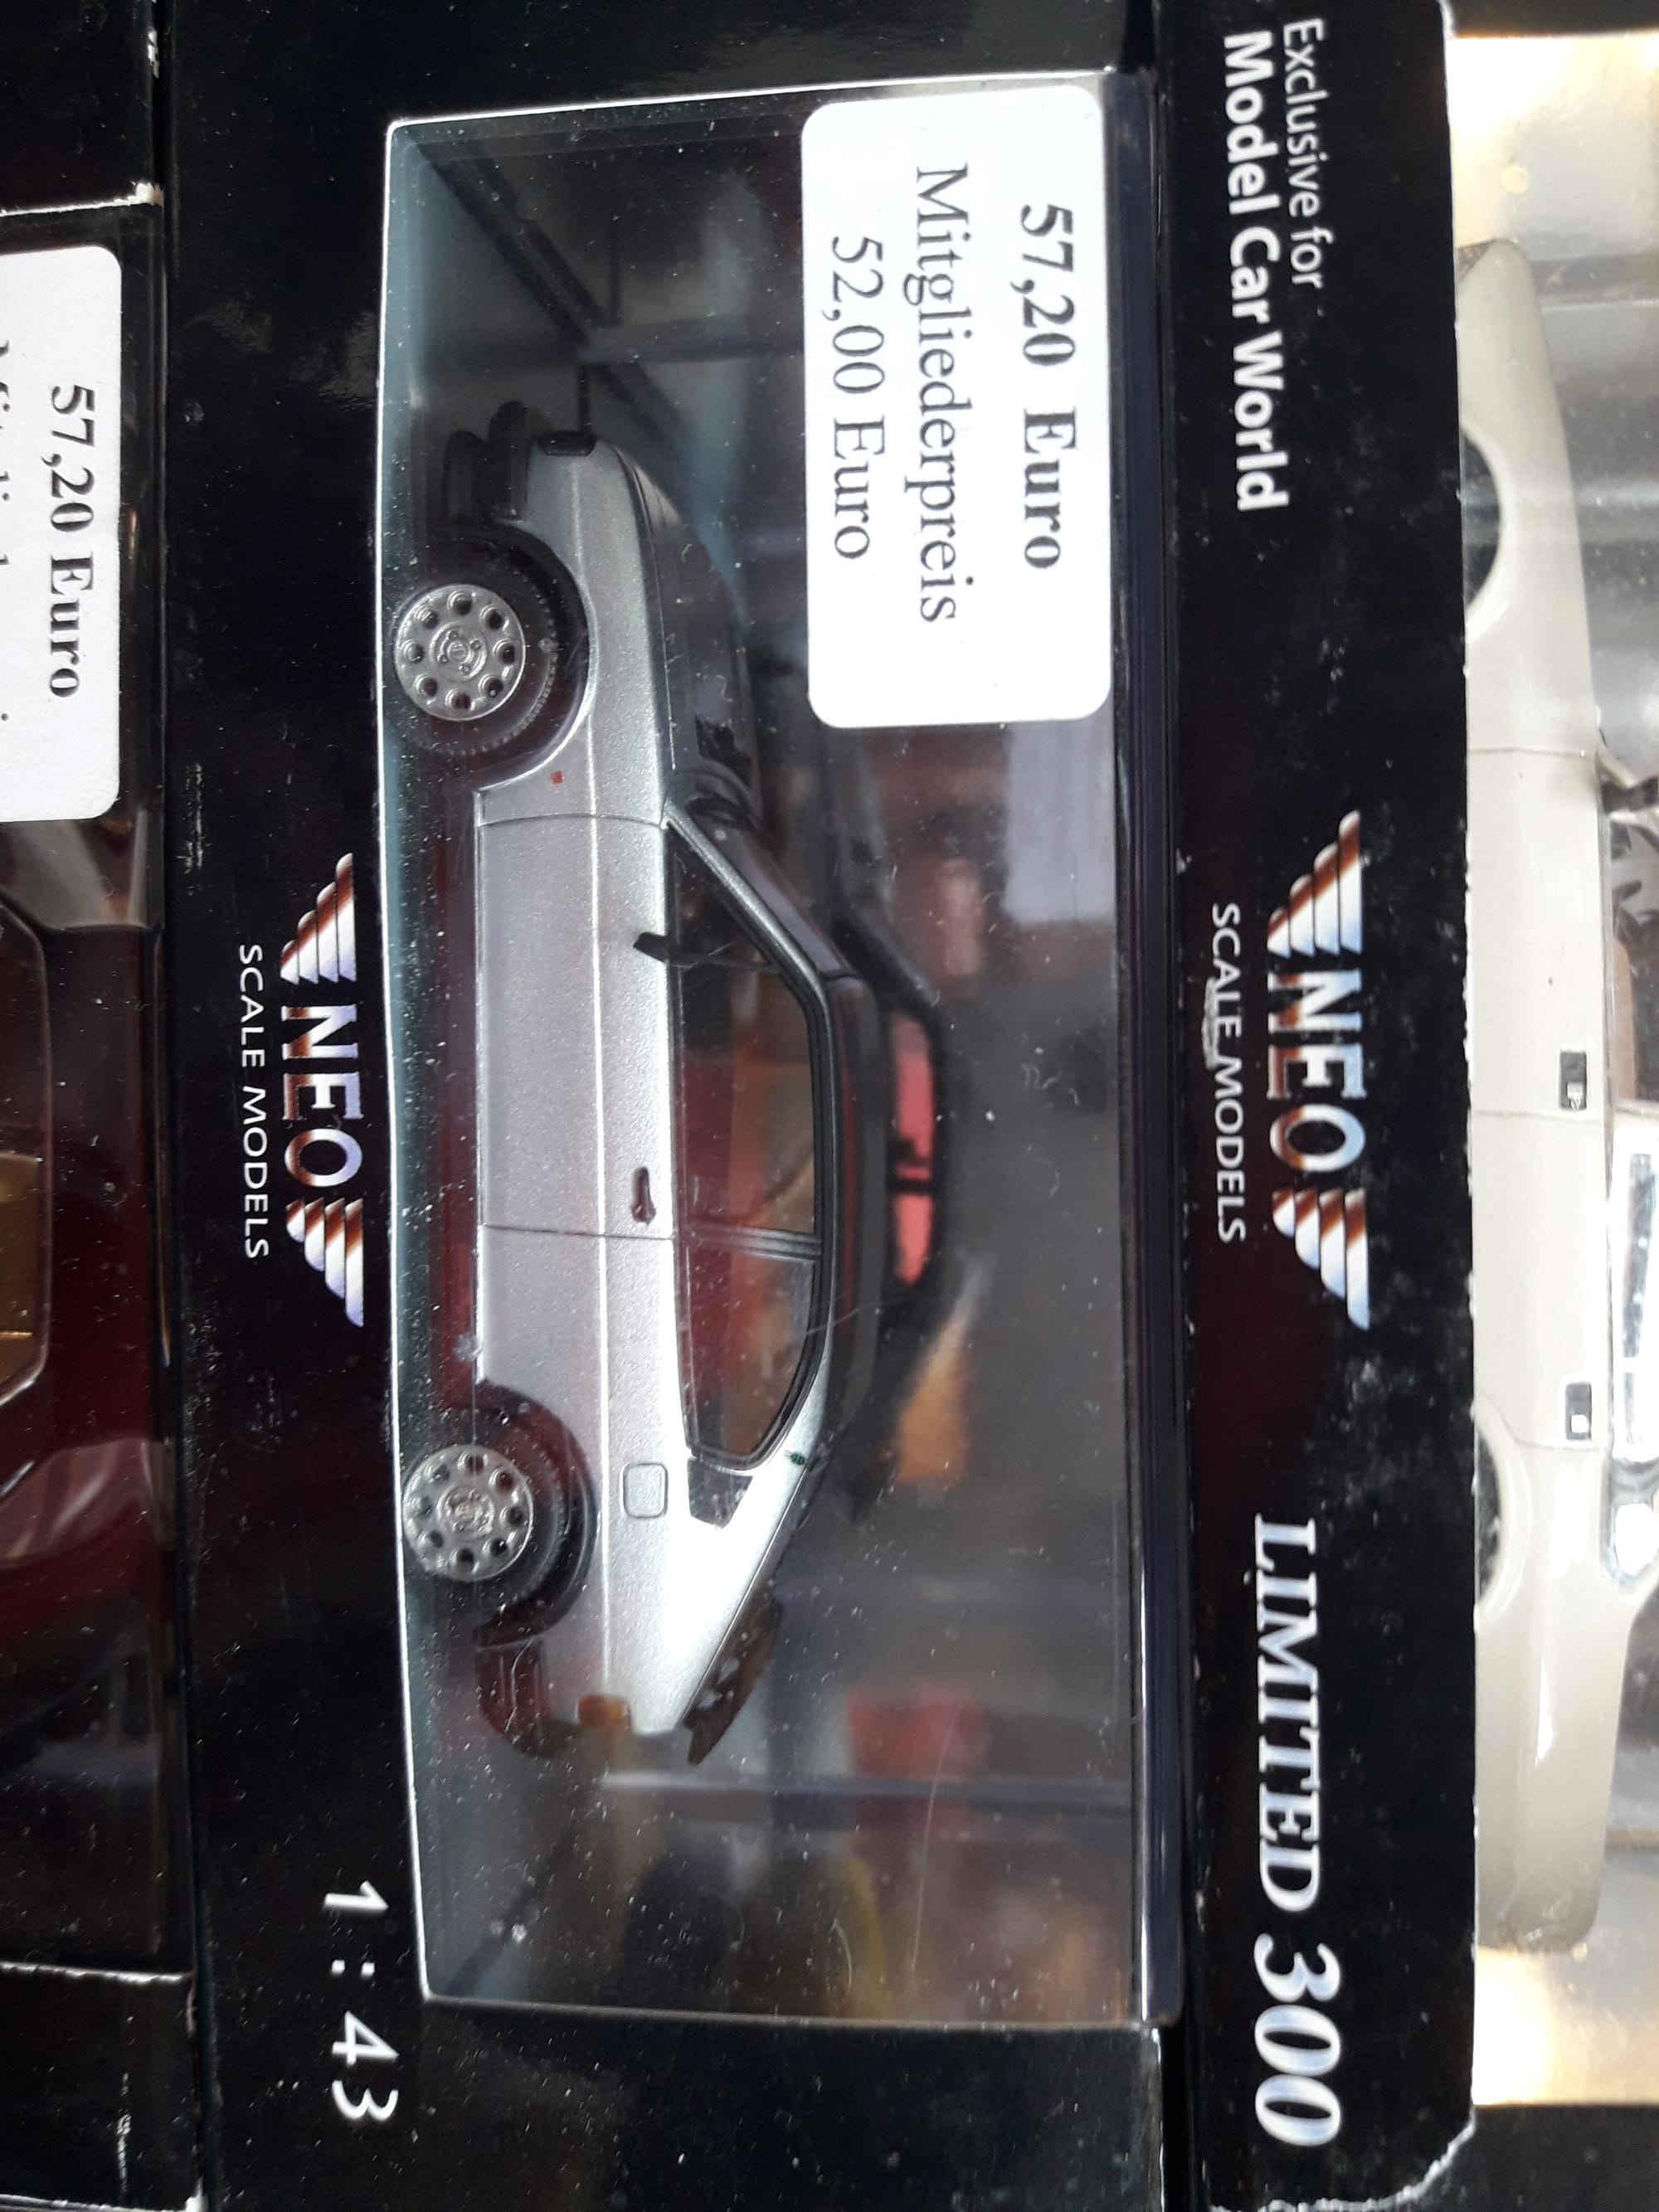 Exclusive for
Model Car World
NEO
SCALE MODELS
LIMITED 300
57,20 Euro
Mitgliederpreis
52,00 Euro
NEO
SCALE MODELS
1:43
57,20 Euro